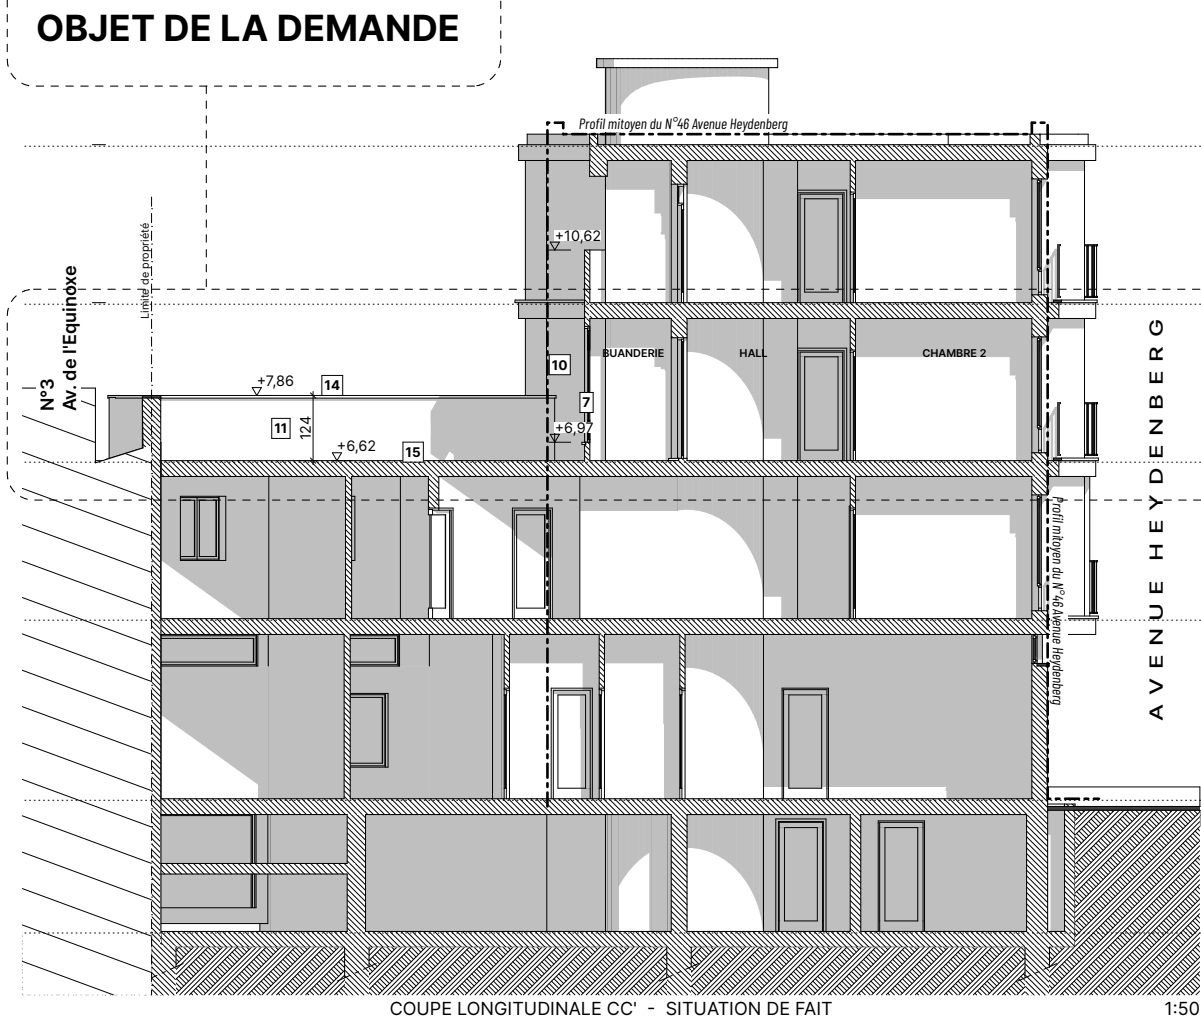 OBJET DE LA DEMANDE
Profil mitoyen du N°46 Avenue Heydenberg
+10,62
Limite de propriété
N°3
Av. de l'Equinoxe
BUANDERIE
HALL
CHAMBRE 2
10
+7,86
14
7
11
124
+6,97
+6,62
15
AVENUE HEYDENBERG
Profil mitoyen du N°46 Avenue Heydenberg
COUPE LONGITUDINALE CC' - SITUATION DE FAIT
1:50